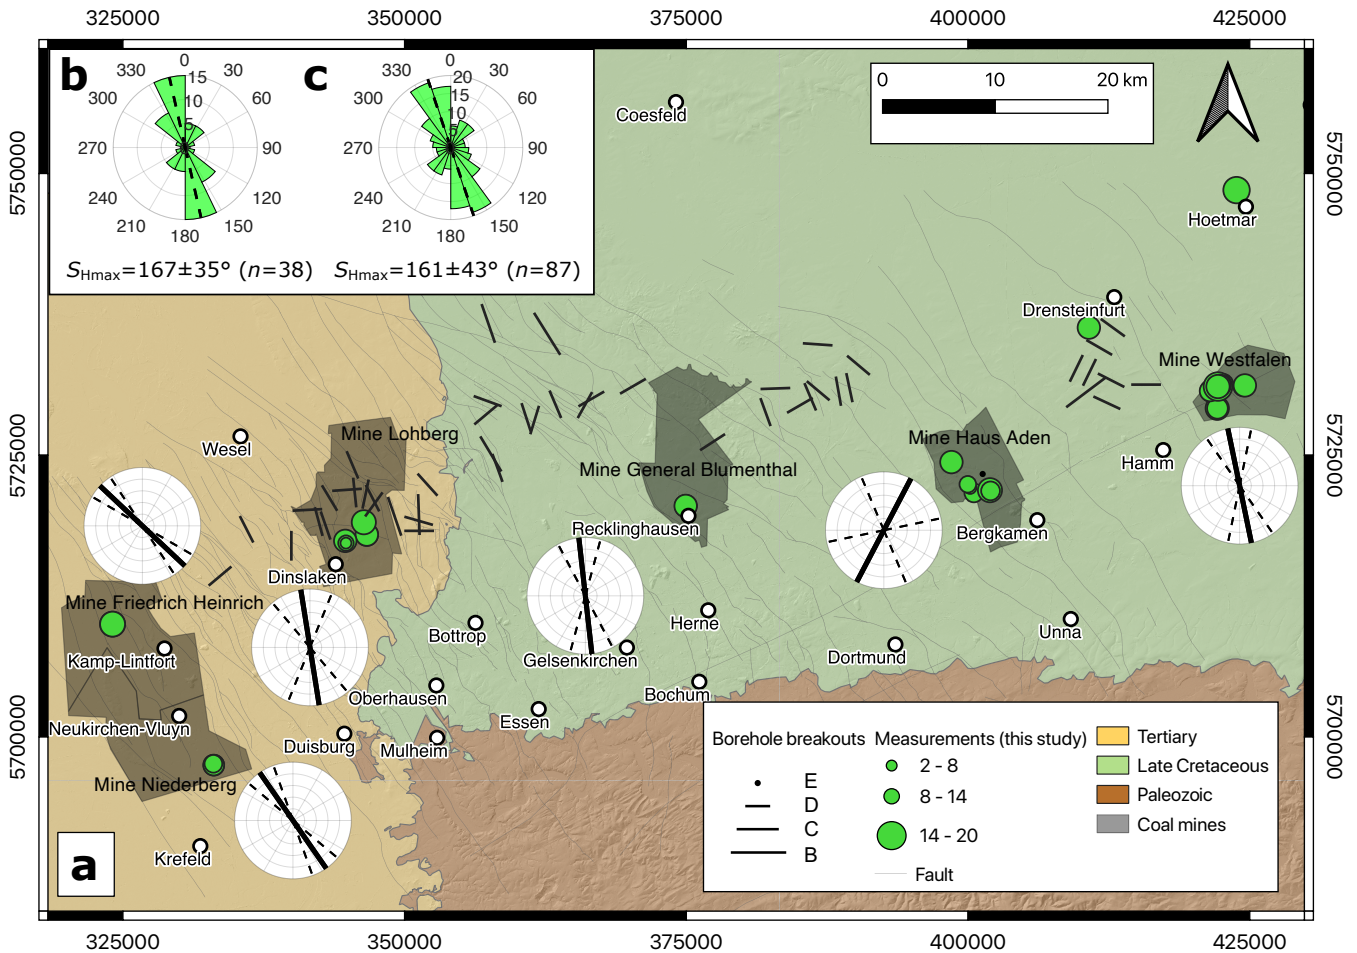 325000 350000 375000 400000 425000
b
0
330 30
300 60
270 90
240 120
210 150
180
15
10
5
SHmax=167±35° (n=38)
c
0
330 30
300 60
270 90
240 120
210 150
180
20
15
10
5
SHmax=161±43° (n=87)
0 10 20 km
5750000
5725000
5700000
5750000
5725000
5700000
Coesfeld
Hoetmar
Drensteinfurt
Mine Westfalen
Wesel
Mine Lohberg
Mine Haus Aden
Mine General Blumenthal
Hamm
Recklinghausen
Bergkamen
Dinslaken
Mine Friedrich Heinrich
Herne
Unna
Bottrop
Kamp-Lintfort
Gelsenkirchen
Dortmund
Oberhausen
Bochum
Essen
Neukirchen-Vluyn
Duisburg
Mulheim
Mine Niederberg
Krefeld
a
Borehole breakouts
E
D
C
B
Measurements (this study)
2 - 8
8 - 14
14 - 20
Fault
Tertiary
Late Cretaceous
Paleozoic
Coal mines
325000 350000 375000 400000 425000